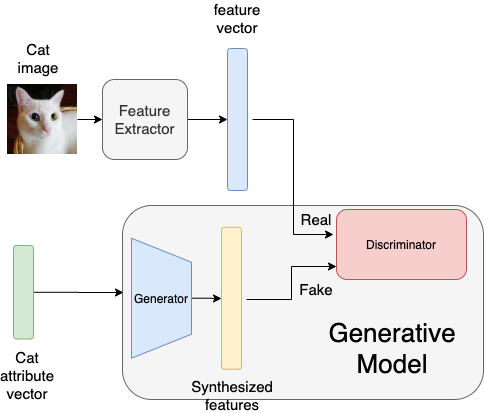 feature
vector
Cat
image
Feature
Extractor
Real
Discriminator
Generator
Fake
Generative
Model
Cat
attribute
vector
Synthesized
features